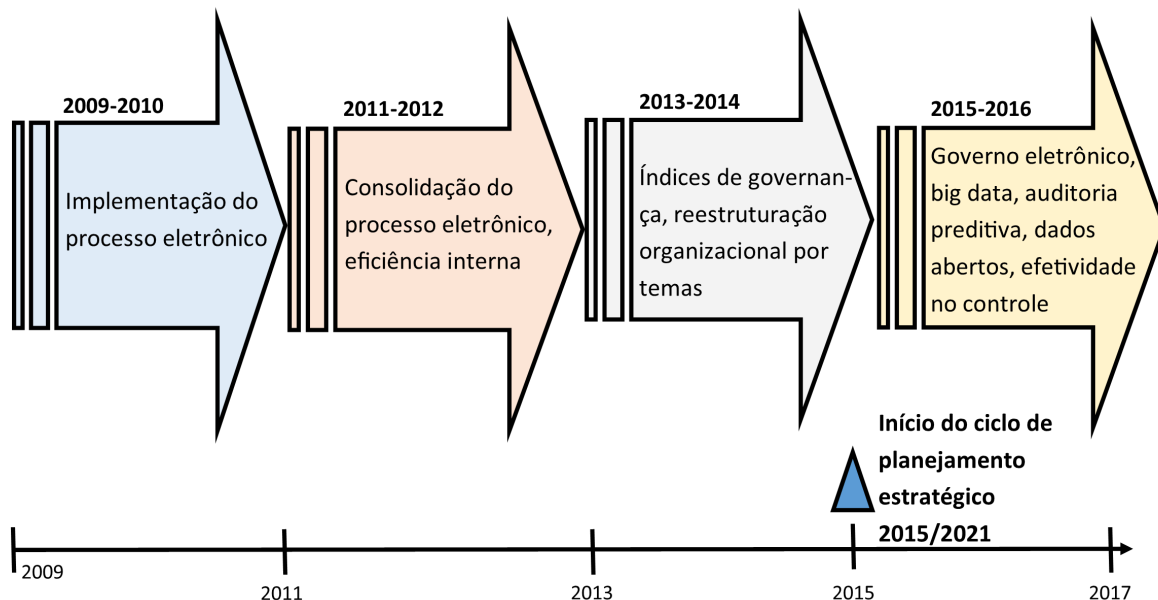 2009-2010
Implementação do
processo eletrônico
2011-2012
Consolidação do
processo eletrônico,
eficiência interna
2013-2014
Índices de governan-
ça, reestruturação
organizacional por
temas
2015-2016
Governo eletrônico,
big data, auditoria
preditiva, dados
abertos, efetividade
no controle
Início do ciclo de
planejamento
estratégico
2015/2021
2009
2011
2013
2015
2017